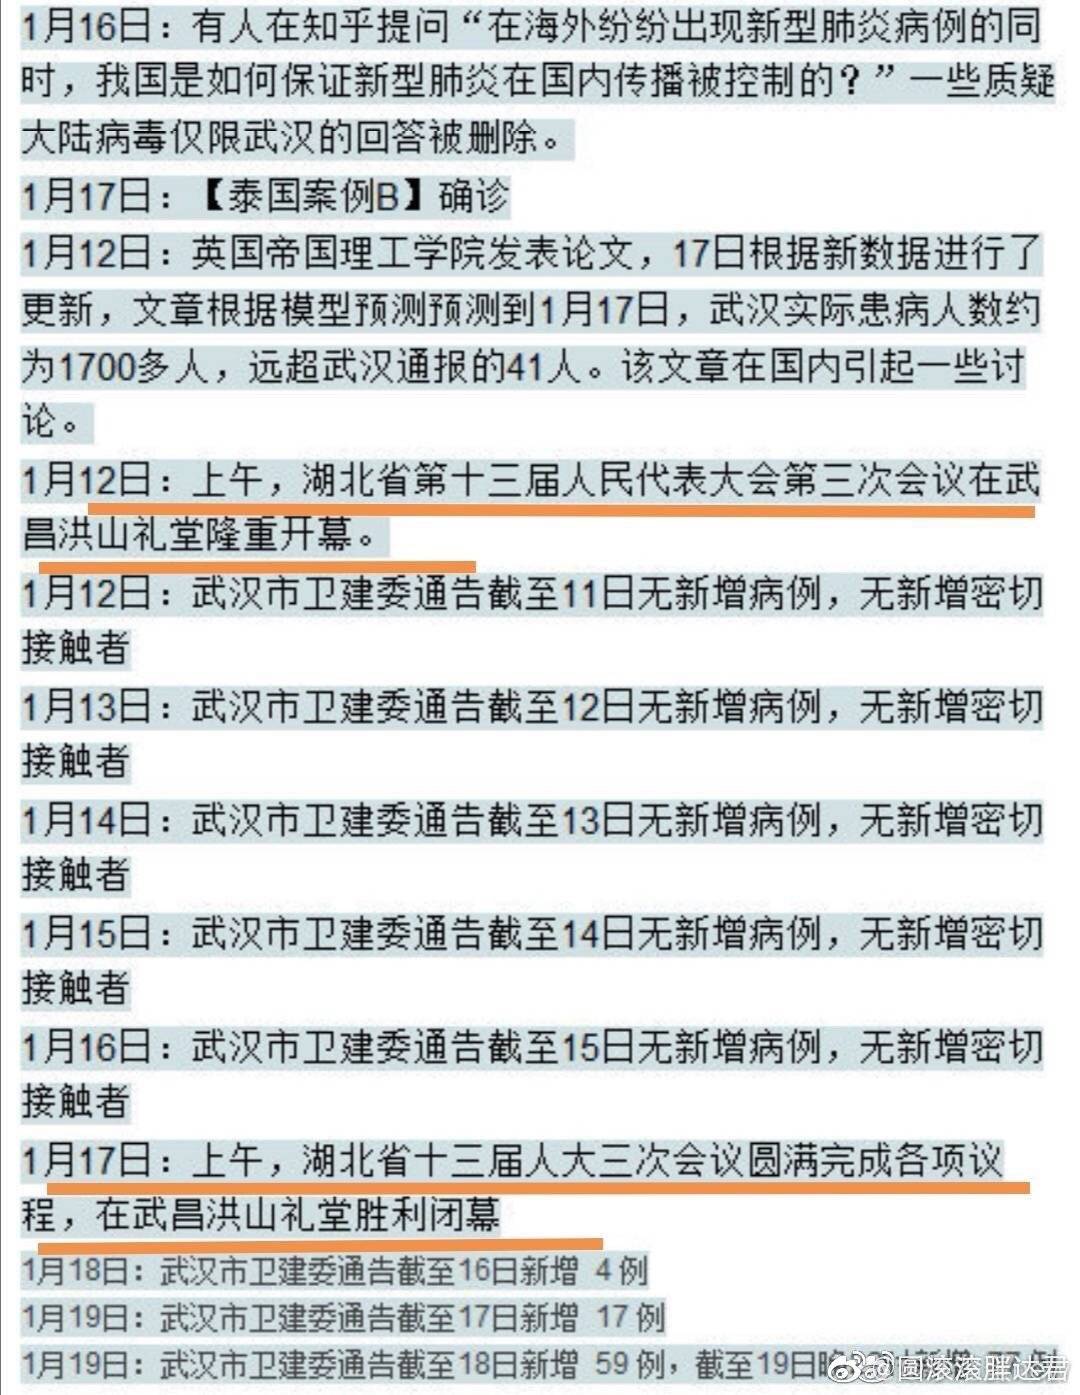 1月16日：有人在知乎提问“在海外纷纷出现新型肺炎病例的同
时，我国是如何保证新型肺炎在国内传播被控制的？”一些质疑
大陆病毒仅限武汉的回答被删除。
1月17日：【泰国案例B】确诊
1月12日：英国帝国理工学院发表论文，17日根据新数据进行了
更新，文章根据模型预测预测到1月17日，武汉实际患病人数约
为1700多人，远超武汉通报的41人。该文章在国内引起一些讨
论。
1月12日：上午，湖北省第十三届人民代表大会第三次会议在武
昌洪山礼堂隆重开幕。
1月12日：武汉市卫建委通告截至11日无新增病例，无新增密切
接触者
1月13日：武汉市卫建委通告截至12日无新增病例，无新增密切
接触者
1月14日：武汉市卫建委通告截至13日无新增病例，无新增密切
接触者
1月15日：武汉市卫建委通告截至14日无新增病例，无新增密切
接触者
1月16日：武汉市卫建委通告截至15日无新增病例，无新增密切
接触者
1月17日：上午，湖北省十三届人大三次会议圆满完成各项议
程，在武昌洪山礼堂胜利闭幕
1月18日：武汉市卫建委通告截至16日新增 4 例
1月19日：武汉市卫建委通告截至17日新增 17 例
1月19日：武汉市卫建委通告截至18日新增 59 例，截至19日晚
@圆滚滚胖达君